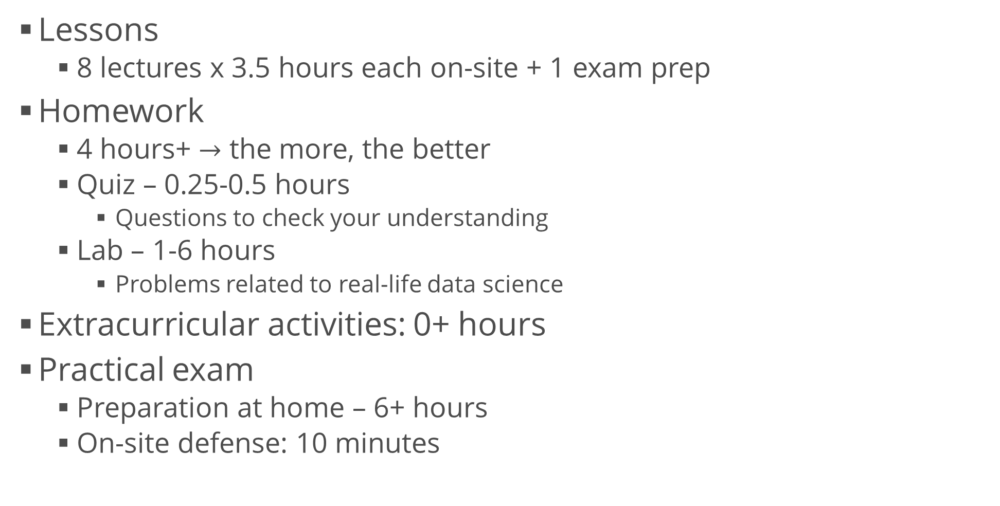 ▪ Lessons
▪ 8 lectures x 3.5 hours each on-site + 1 exam prep
▪ Homework
▪ 4 hours+ → the more, the better
▪ Quiz – 0.25-0.5 hours
▪ Questions to check your understanding
▪ Lab – 1-6 hours
▪ Problems related to real-life data science
▪ Extracurricular activities: 0+ hours
▪ Practical exam
▪ Preparation at home – 6+ hours
▪ On-site defense: 10 minutes